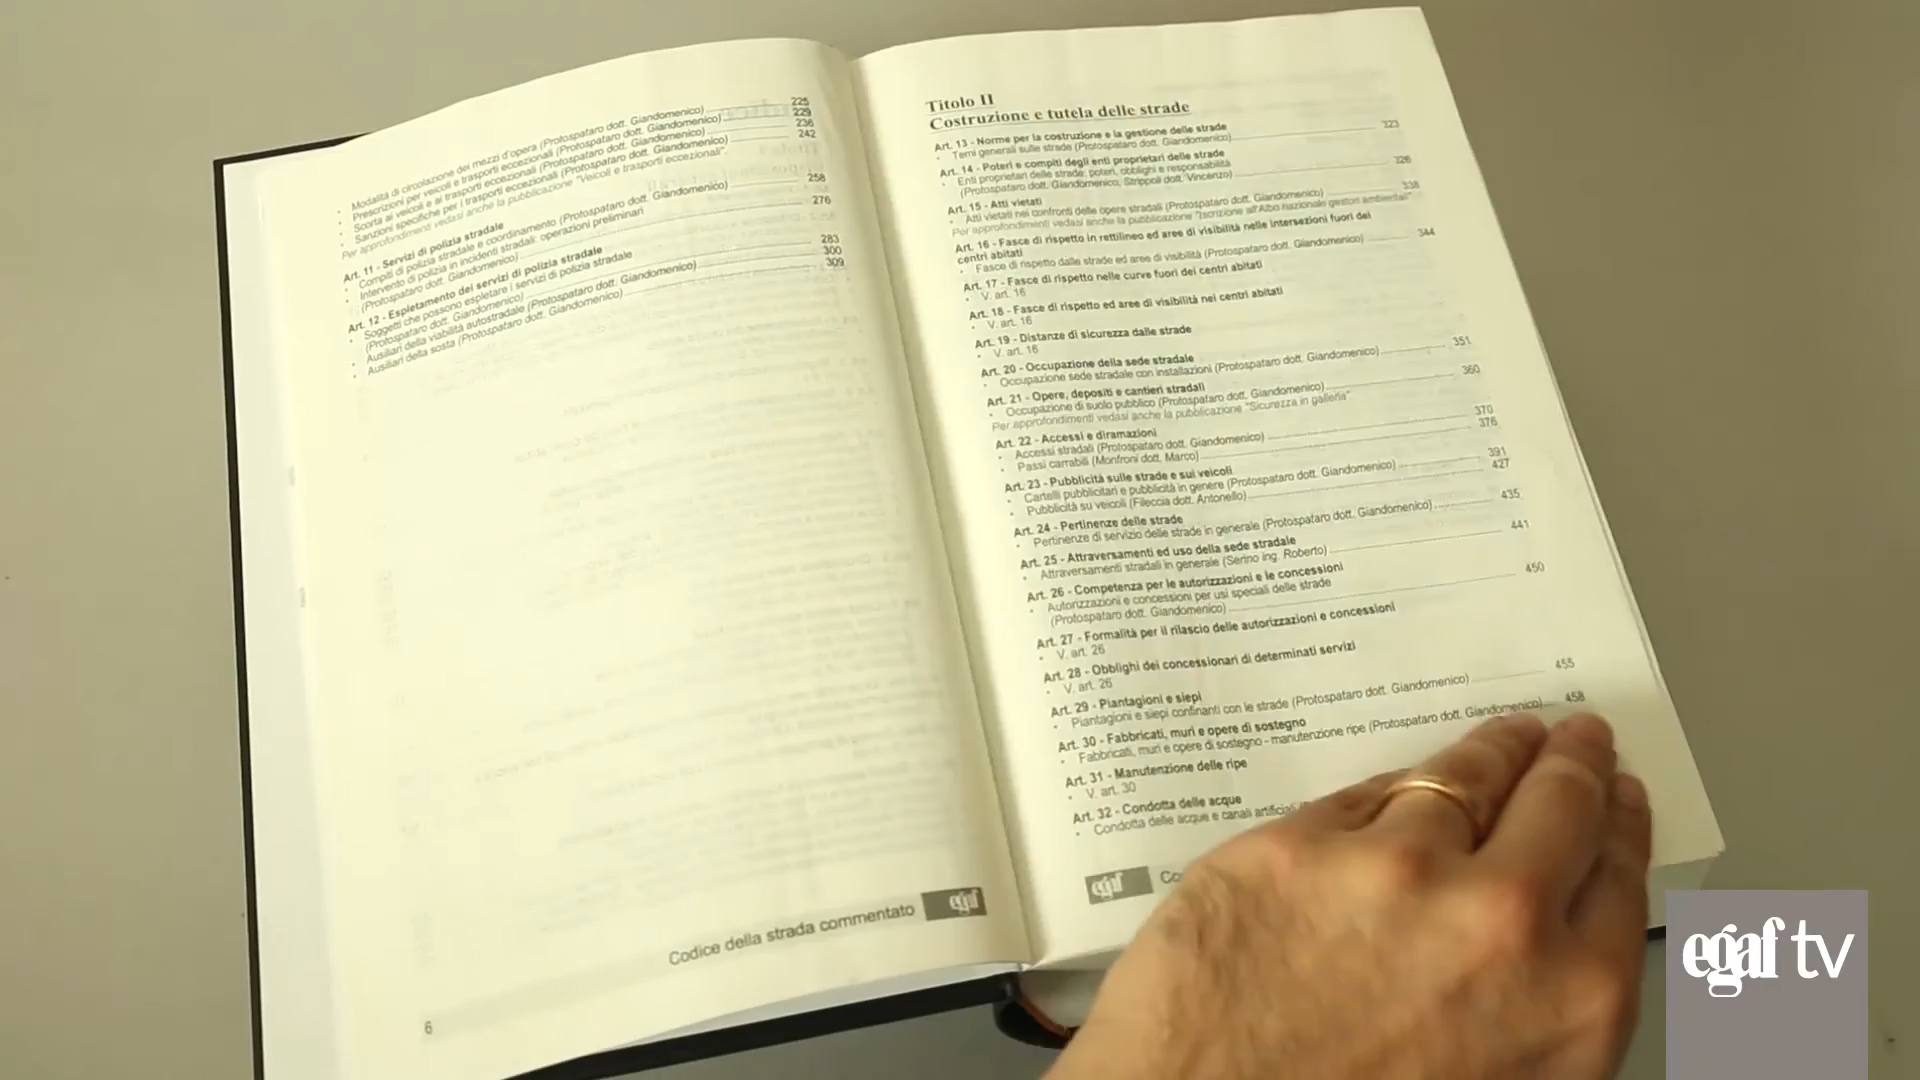 Modalità di circolazione dei mezzi d'opera (Protospataro dott. Giandomenico) 225
Prescrizioni per veicoli e trasporti eccezionali (Protospataro dott. Giandomenico) 229
Scorta ai veicoli e ai trasporti eccezionali (Protospataro dott. Giandomenico) 236
Sanzioni specifiche per i trasporti eccezionali (Protospataro dott. Giandomenico) 242
Per approfondimenti vedasi anche la pubblicazione "Veicoli e trasporti eccezionali".
Art. 11 - Servizi di polizia stradale
Compiti di polizia stradale e coordinamento (Protospataro dott. Giandomenico) 258
Intervento di polizia in incidenti stradali: operazioni preliminari
(Protospataro dott. Giandomenico) 276
Art. 12 - Espletamento dei servizi di polizia stradale
Soggetti che possono espletare i servizi di polizia stradale
(Protospataro dott. Giandomenico) 283
Ausiliari della viabilità autostradale (Protospataro dott. Giandomenico) 300
Ausiliari della sosta (Protospataro dott. Giandomenico) 309
Codice della strada commentato egaf
6
Titolo II
Costruzione e tutela delle strade
Art. 13 - Norme per la costruzione e la gestione delle strade
Temi generali sulle strade (Protospataro dott. Giandomenico) 323
Art. 14 - Poteri e compiti degli enti proprietari delle strade
Enti proprietari delle strade: poteri, obblighi e responsabilità
(Protospataro dott. Giandomenico, Strippoli dott. Vincenzo) 326
Art. 15 - Atti vietati
Atti vietati nei confronti delle opere stradali (Protospataro dott. Giandomenico) 338
Per approfondimenti vedasi anche la pubblicazione "Iscrizione all'Albo nazionale gestori ambientali"
Art. 16 - Fasce di rispetto in rettilineo ed aree di visibilità nelle intersezioni fuori dei
centri abitati
Fasce di rispetto dalle strade ed aree di visibilità (Protospataro dott. Giandomenico) 344
Art. 17 - Fasce di rispetto nelle curve fuori dei centri abitati
V. art. 16
Art. 18 - Fasce di rispetto ed aree di visibilità nei centri abitati
V. art. 16
Art. 19 - Distanze di sicurezza dalle strade
V. art. 16
Art. 20 - Occupazione della sede stradale
Occupazione sede stradale con installazioni (Protospataro dott. Giandomenico) 351
Art. 21 - Opere, depositi e cantieri stradali
Occupazione di suolo pubblico (Protospataro dott. Giandomenico) 360
Per approfondimenti vedasi anche la pubblicazione "Sicurezza in galleria"
Art. 22 - Accessi e diramazioni
Accessi stradali (Protospataro dott. Giandomenico) 370
Passi carrabili (Monfroni dott. Marco) 376
Art. 23 - Pubblicità sulle strade e sui veicoli
Cartelli pubblicitari e pubblicità in genere (Protospataro dott. Giandomenico) 391
Pubblicità su veicoli (Fileccia dott. Antonello) 427
Art. 24 - Pertinenze delle strade
Pertinenze di servizio delle strade in generale (Protospataro dott. Giandomenico) 435
Art. 25 - Attraversamenti ed uso della sede stradale
Attraversamenti stradali in generale (Serino ing. Roberto) 441
Art. 26 - Competenza per le autorizzazioni e le concessioni
Autorizzazioni e concessioni per usi speciali delle strade
(Protospataro dott. Giandomenico) 450
Art. 27 - Formalità per il rilascio delle autorizzazioni e concessioni
V. art. 26
Art. 28 - Obblighi dei concessionari di determinati servizi
V. art. 26
Art. 29 - Piantagioni e siepi
Piantagioni e siepi confinanti con le strade (Protospataro dott. Giandomenico) 455
Art. 30 - Fabbricati, muri e opere di sostegno
Fabbricati, muri e opere di sostegno - manutenzione ripe (Protospataro dott. Giandomenico) 458
Art. 31 - Manutenzione delle ripe
V. art. 30
Art. 32 - Condotta delle acque
Condotta delle acque e canali artificiali
egaf Co
egaf tv